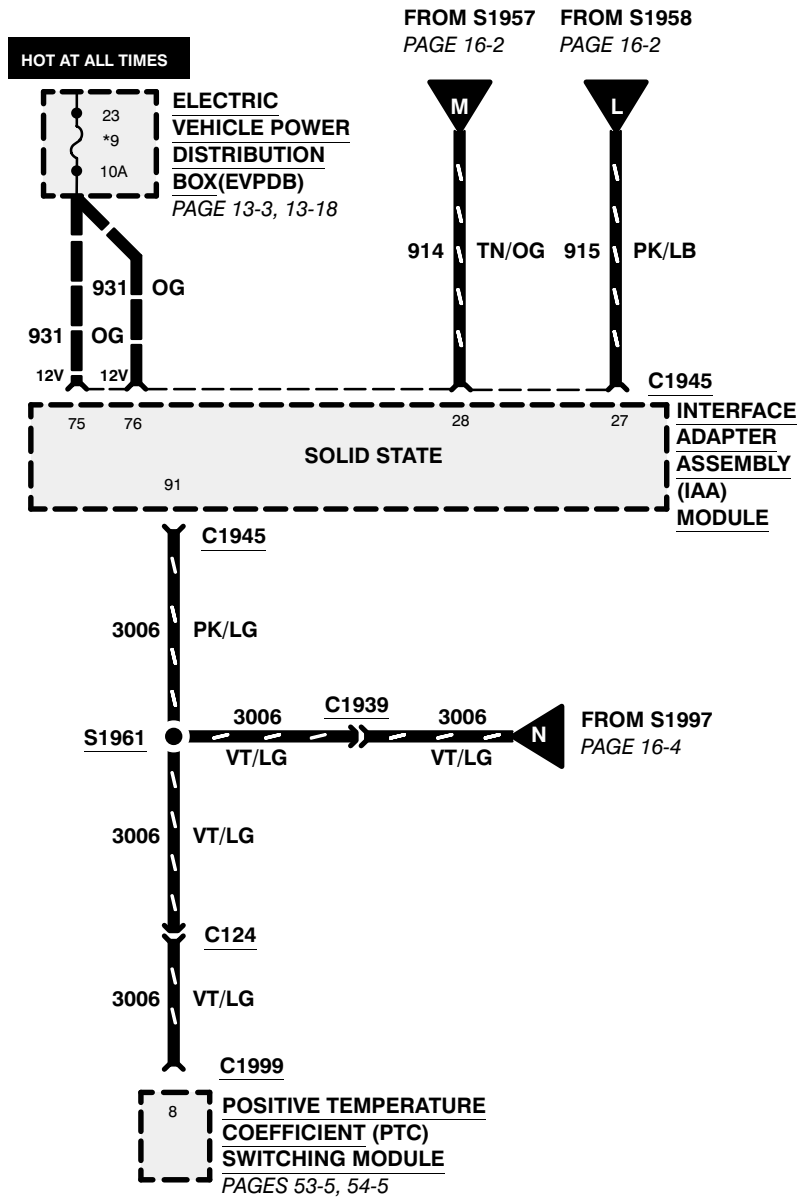 FROM S1957
PAGE 16-2
FROM S1958
PAGE 16-2
HOT AT ALL TIMES
23
*9
10A
ELECTRIC
VEHICLE POWER
DISTRIBUTION
BOX(EVPDB)
PAGE 13-3, 13-18
M
L
914 TN/OG
915 PK/LB
931 OG
931 OG
12V 12V
C1945
75 76 28 27
SOLID STATE
91
INTERFACE
ADAPTER
ASSEMBLY
(IAA)
MODULE
C1945
3006 PK/LG
S1961
3006
VT/LG
C1939
3006
VT/LG
N
FROM S1997
PAGE 16-4
3006 VT/LG
C124
3006 VT/LG
C1999
8
POSITIVE TEMPERATURE
COEFFICIENT (PTC)
SWITCHING MODULE
PAGES 53-5, 54-5